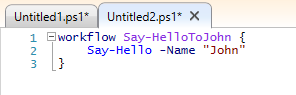 Untitled1.ps1* Untitled2.ps1* X
1 workflow Say-HelloToJohn {
2 Say-Hello -Name "John"
3 }